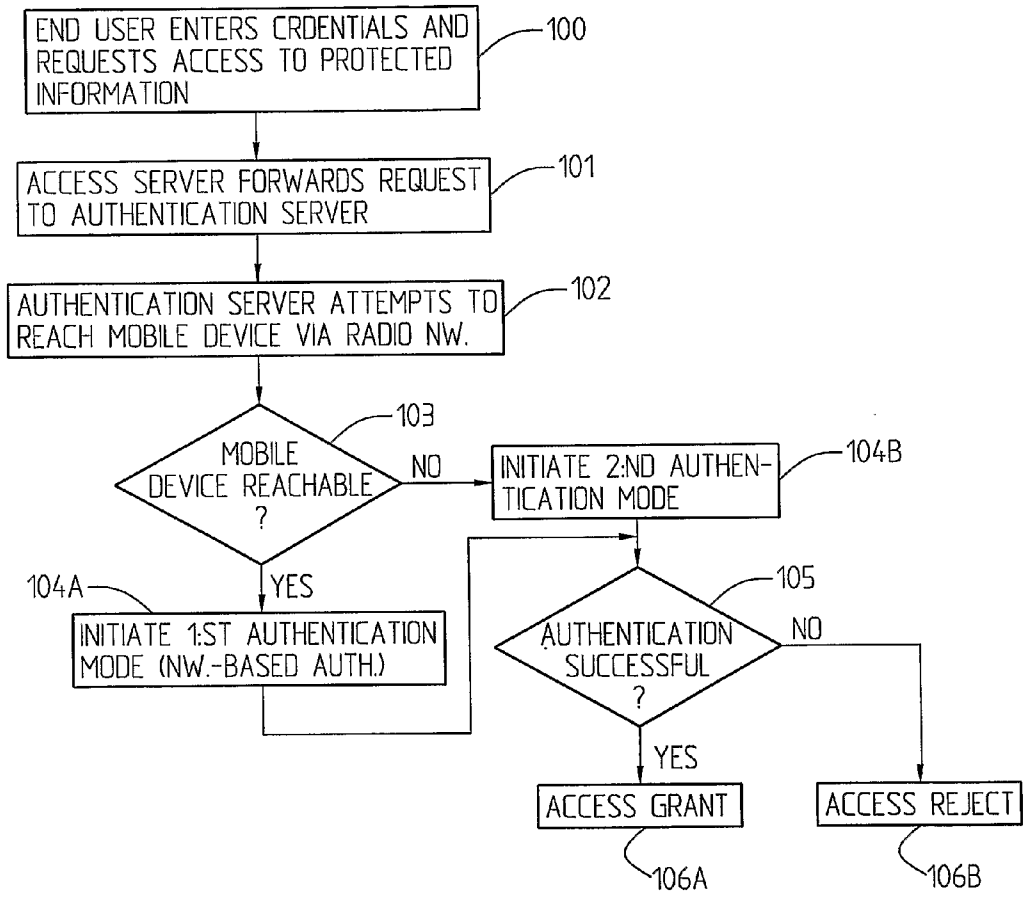 END USER ENTERS CRDENTIALS AND
REQUESTS ACCESS TO PROTECTED
INFORMATION
100
ACCESS SERVER FORWARDS REQUEST
TO AUTHENTICATION SERVER
101
AUTHENTICATION SERVER ATTEMPTS TO
REACH MOBILE DEVICE VIA RADIO NW.
102
MOBILE
DEVICE REACHABLE
?
103
NO
INITIATE 2:ND AUTHEN-
TICATION MODE
104B
YES
104A
INITIATE 1:ST AUTHENTICATION
MODE (NW.-BASED AUTH.)
AUTHENTICATION
SUCCESSFUL
?
105
NO
YES
ACCESS GRANT
106A
ACCESS REJECT
106B